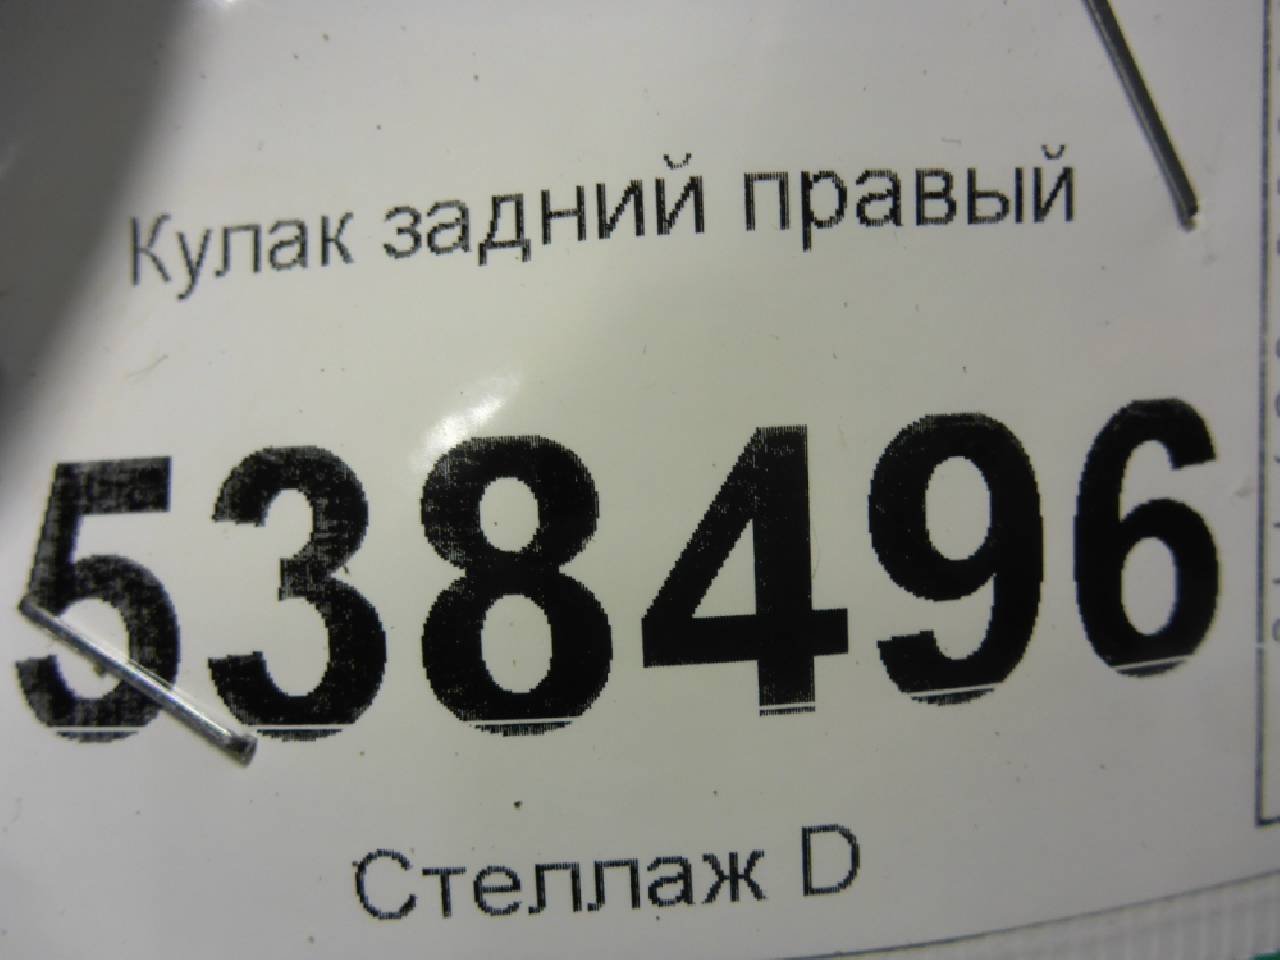 Кулак задний правый
538496
Стеллаж D